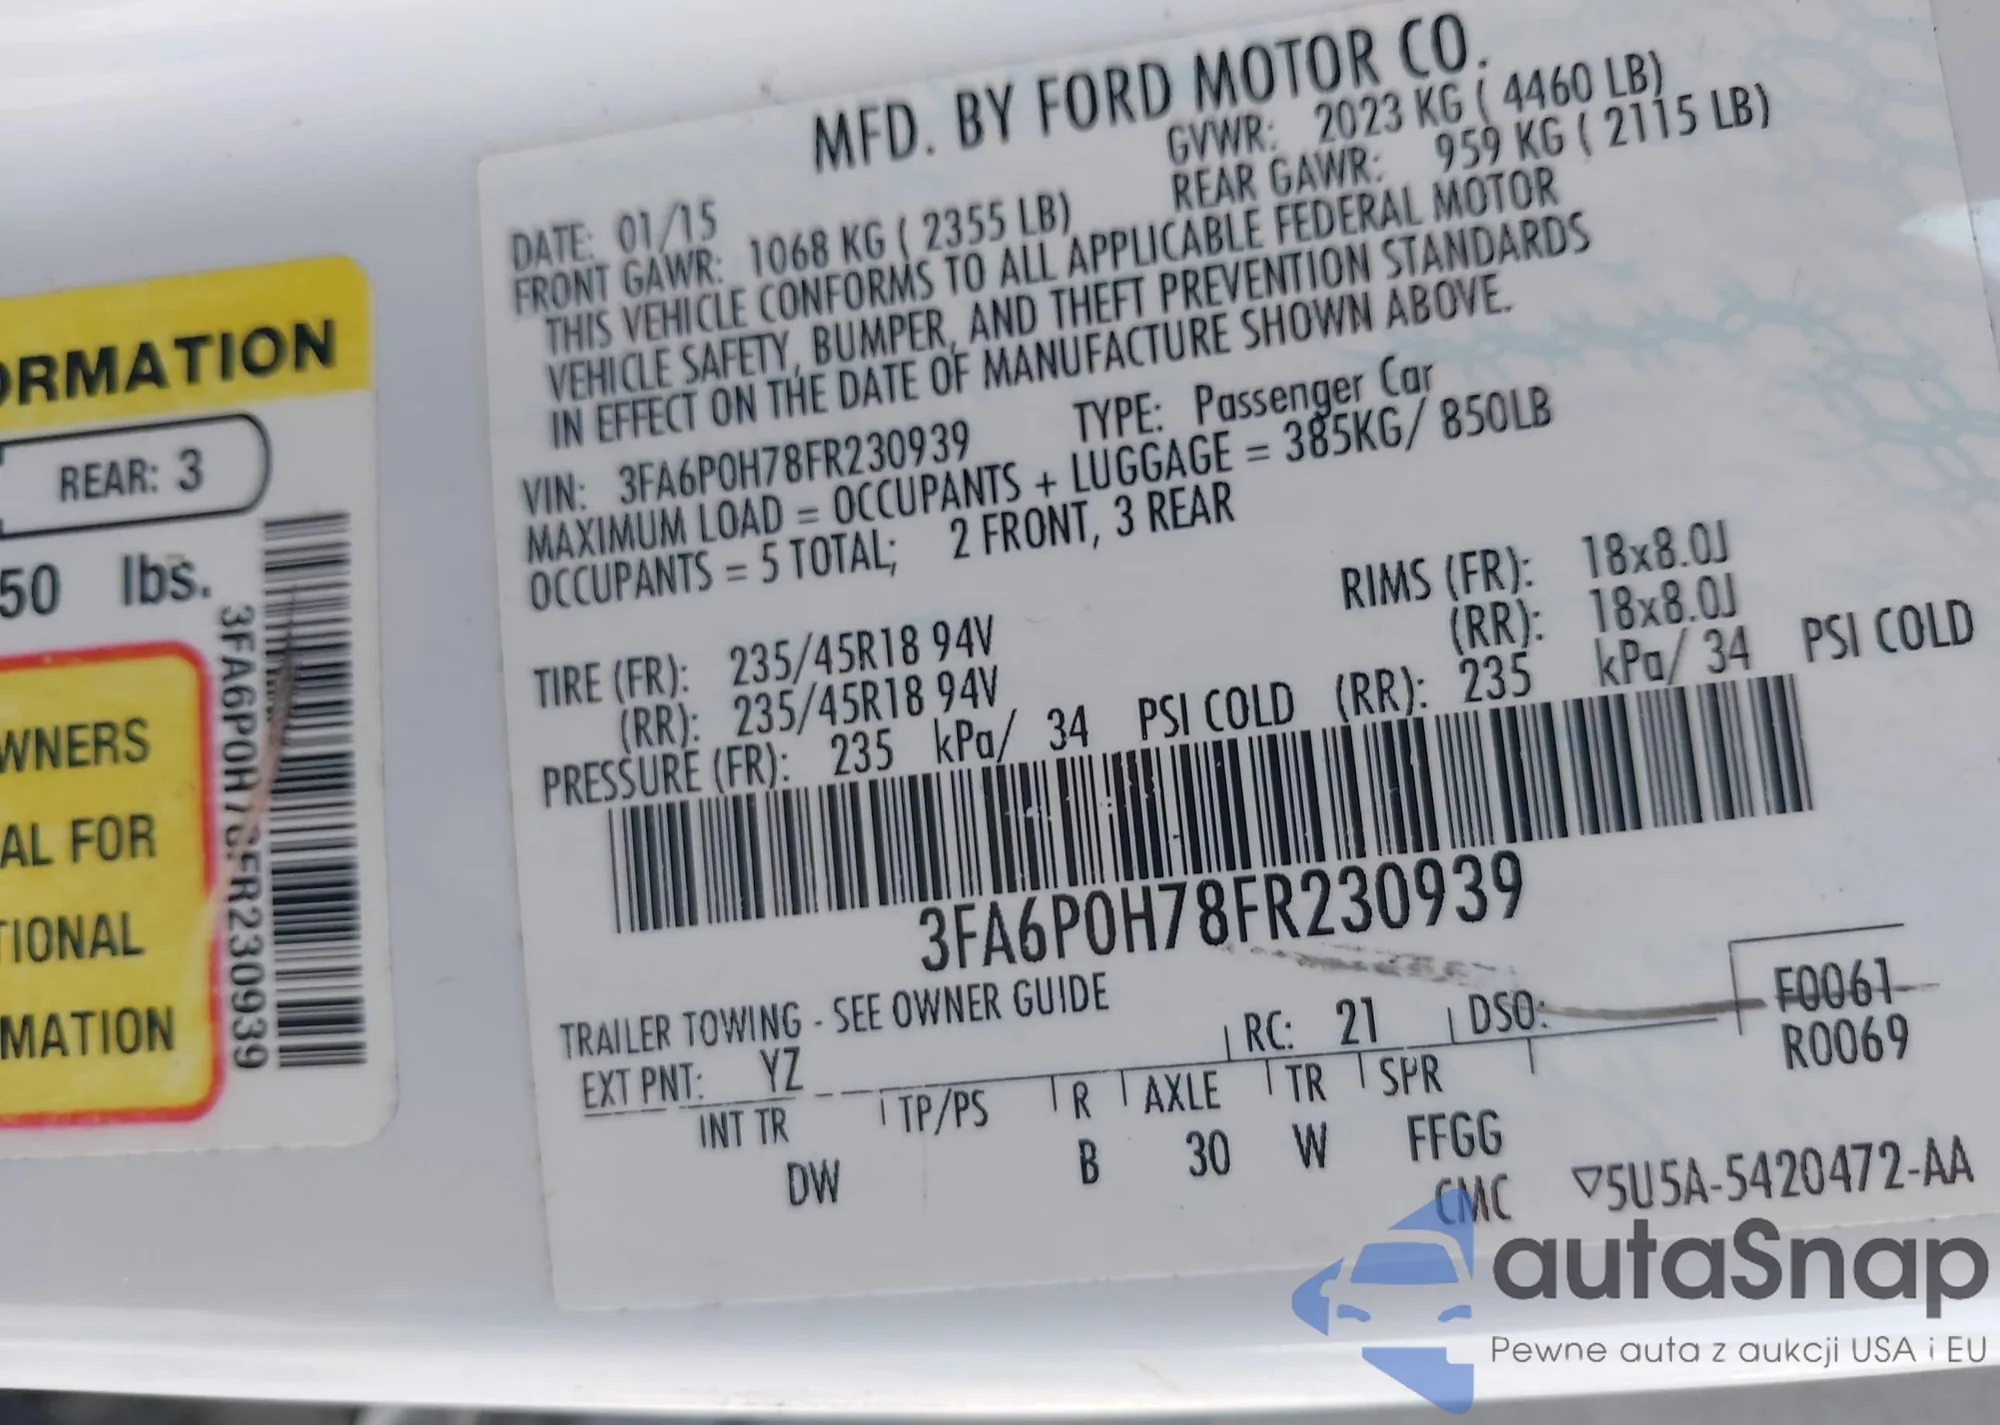 ORMATION
REAR: 3
50 lbs.
3FA6P0H78FR230939
WNERS
AL FOR
TIONAL
MATION
MFD. BY FORD MOTOR CO.
DATE: 01/15
GVWR: 2023 KG ( 4460 LB)
FRONT GAWR: 1068 KG ( 2355 LB)
REAR GAWR: 959 KG ( 2115 LB)
THIS VEHICLE CONFORMS TO ALL APPLICABLE FEDERAL MOTOR
VEHICLE SAFETY, BUMPER, AND THEFT PREVENTION STANDARDS
IN EFFECT ON THE DATE OF MANUFACTURE SHOWN ABOVE.
VIN: 3FA6P0H78FR230939 TYPE: Passenger Car
MAXIMUM LOAD = OCCUPANTS + LUGGAGE = 385KG/ 850LB
OCCUPANTS = 5 TOTAL; 2 FRONT, 3 REAR
TIRE (FR): 235/45R18 94V RIMS (FR): 18x8.0J
(RR): 235/45R18 94V (RR): 18x8.0J
PRESSURE (FR): 235 kPa/ 34 PSI COLD (RR): 235 kPa/ 34 PSI COLD
3FA6P0H78FR230939
TRAILER TOWING - SEE OWNER GUIDE
EXT PNT: YZ RC: 21 DSO: F0061
R0069
INT TR TP/PS R AXLE TR SPR
DW B 30 W FFGG
CMC ▽5U5A-5420472-AA
autaSnap
Pewne auta z aukcji USA i EU